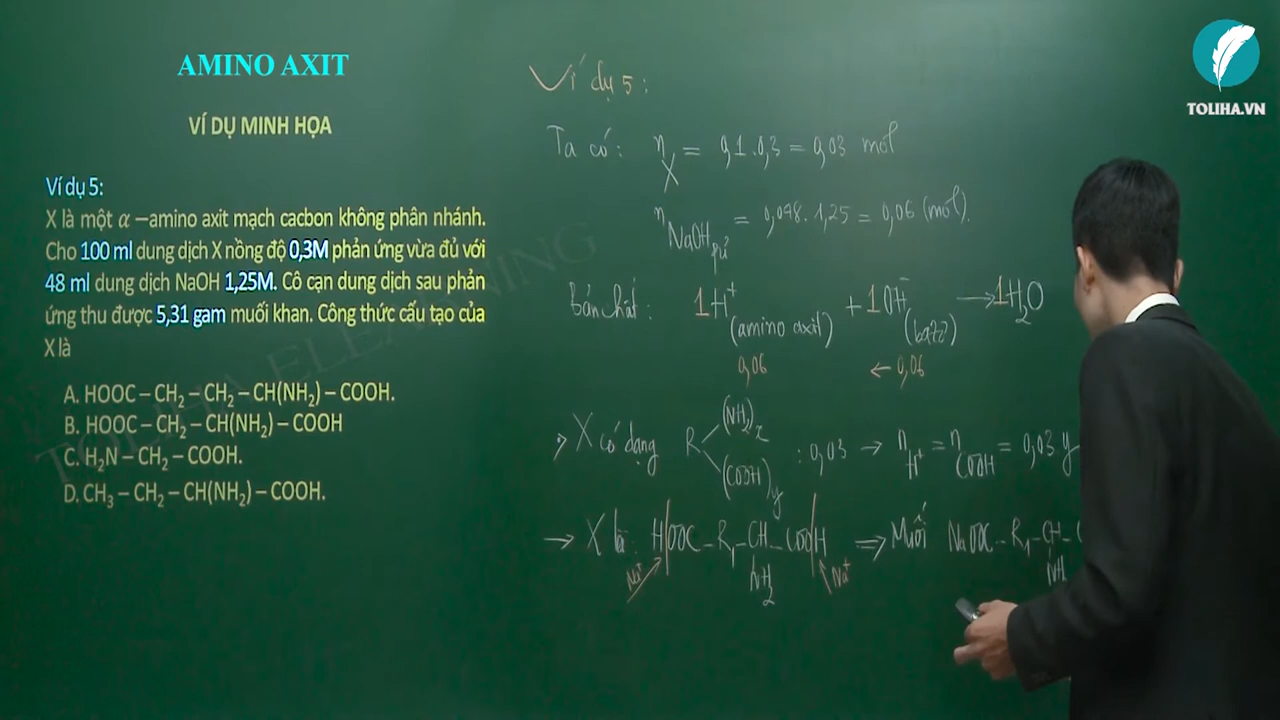 AMINO AXIT
VÍ DỤ MINH HỌA
Ví dụ 5:
X là một α –amino axit mạch cacbon không phân nhánh.
Cho 100 ml dung dịch X nồng độ 0,3M phản ứng vừa đủ với
48 ml dung dịch NaOH 1,25M. Cô cạn dung dịch sau phản
ứng thu được 5,31 gam muối khan. Công thức cấu tạo của
X là
A. HOOC – CH₂ – CH₂ – CH(NH₂) – COOH.
B. HOOC – CH₂ – CH(NH₂) – COOH
C. H₂N – CH₂ – COOH.
D. CH₃ – CH₂ – CH(NH₂) – COOH.
TOLIHA ELEARNING
Ví dụ 5:
Ta có: n X = 0,1.0,3 = 0,03 mol
n NaOH pứ = 0,048.1,25 = 0,06 (mol).
Bản chất: 1H⁺ (amino axit) + 1OH⁻ (bazơ) → 1H₂O
0,06 ← 0,06
X có dạng R (NH₂)x (COOH)y : 0,03 → n H⁺ = n COOH = 0,03y
→ X là: HOOC – R₁ – CH – COOH ⇒ Muối NaOOC – R₁ – CH –
Na⁺ NH₂ Na⁺ NH
TOLIHA.VN